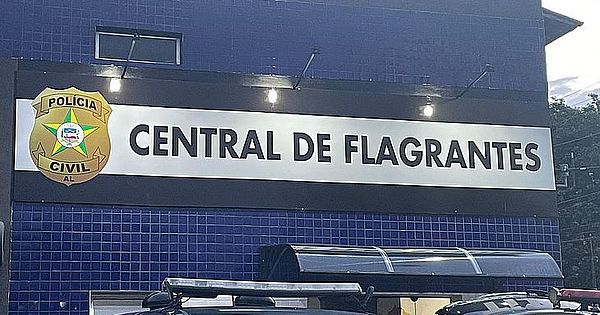 POLÍCIA
CIVIL
AL
CENTRAL DE FLAGRANTES